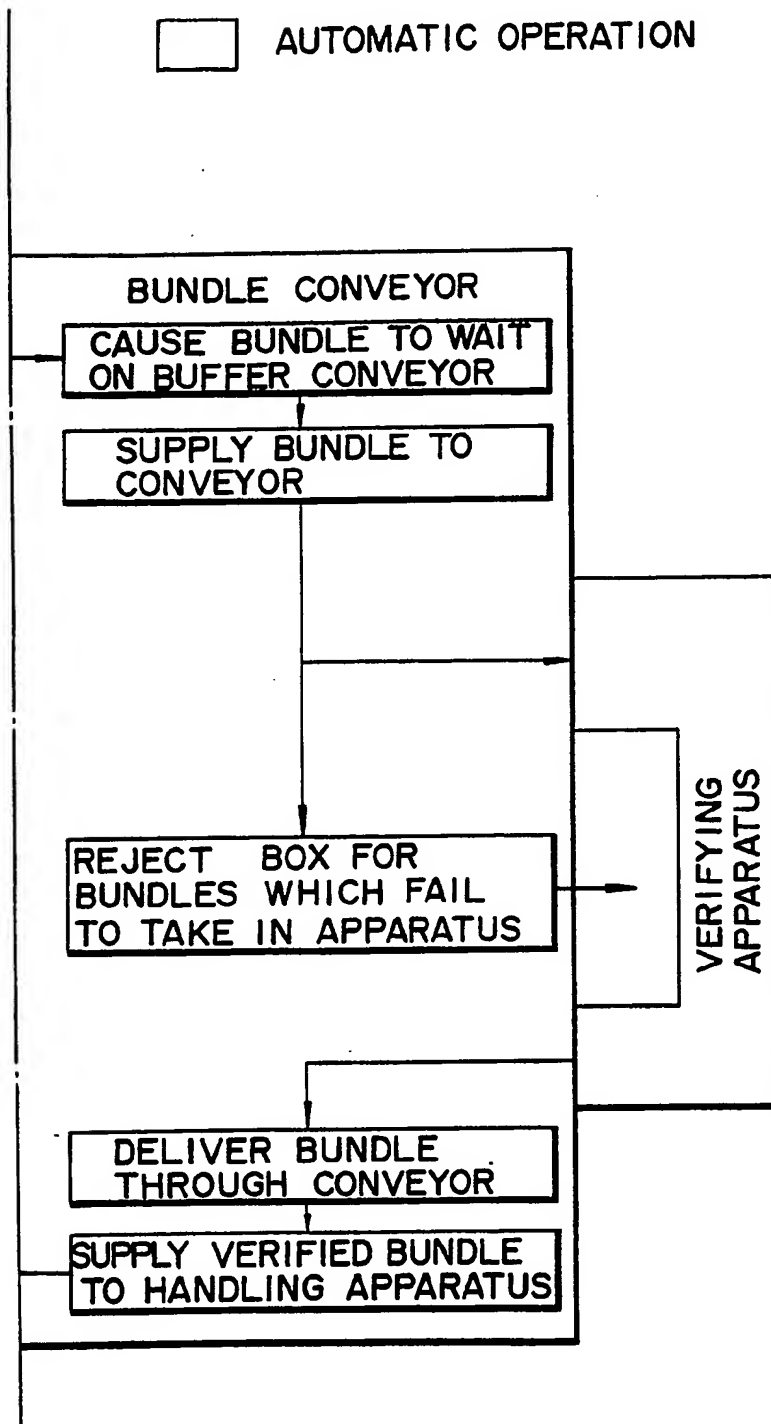 AUTOMATIC OPERATION
BUNDLE CONVEYOR
CAUSE BUNDLE TO WAIT
ON BUFFER CONVEYOR
SUPPLY BUNDLE TO
CONVEYOR
REJECT BOX FOR
BUNDLES WHICH FAIL
TO TAKE IN APPARATUS
VERIFYING
APPARATUS
DELIVER BUNDLE
THROUGH CONVEYOR
SUPPLY VERIFIED BUNDLE
TO HANDLING APPARATUS